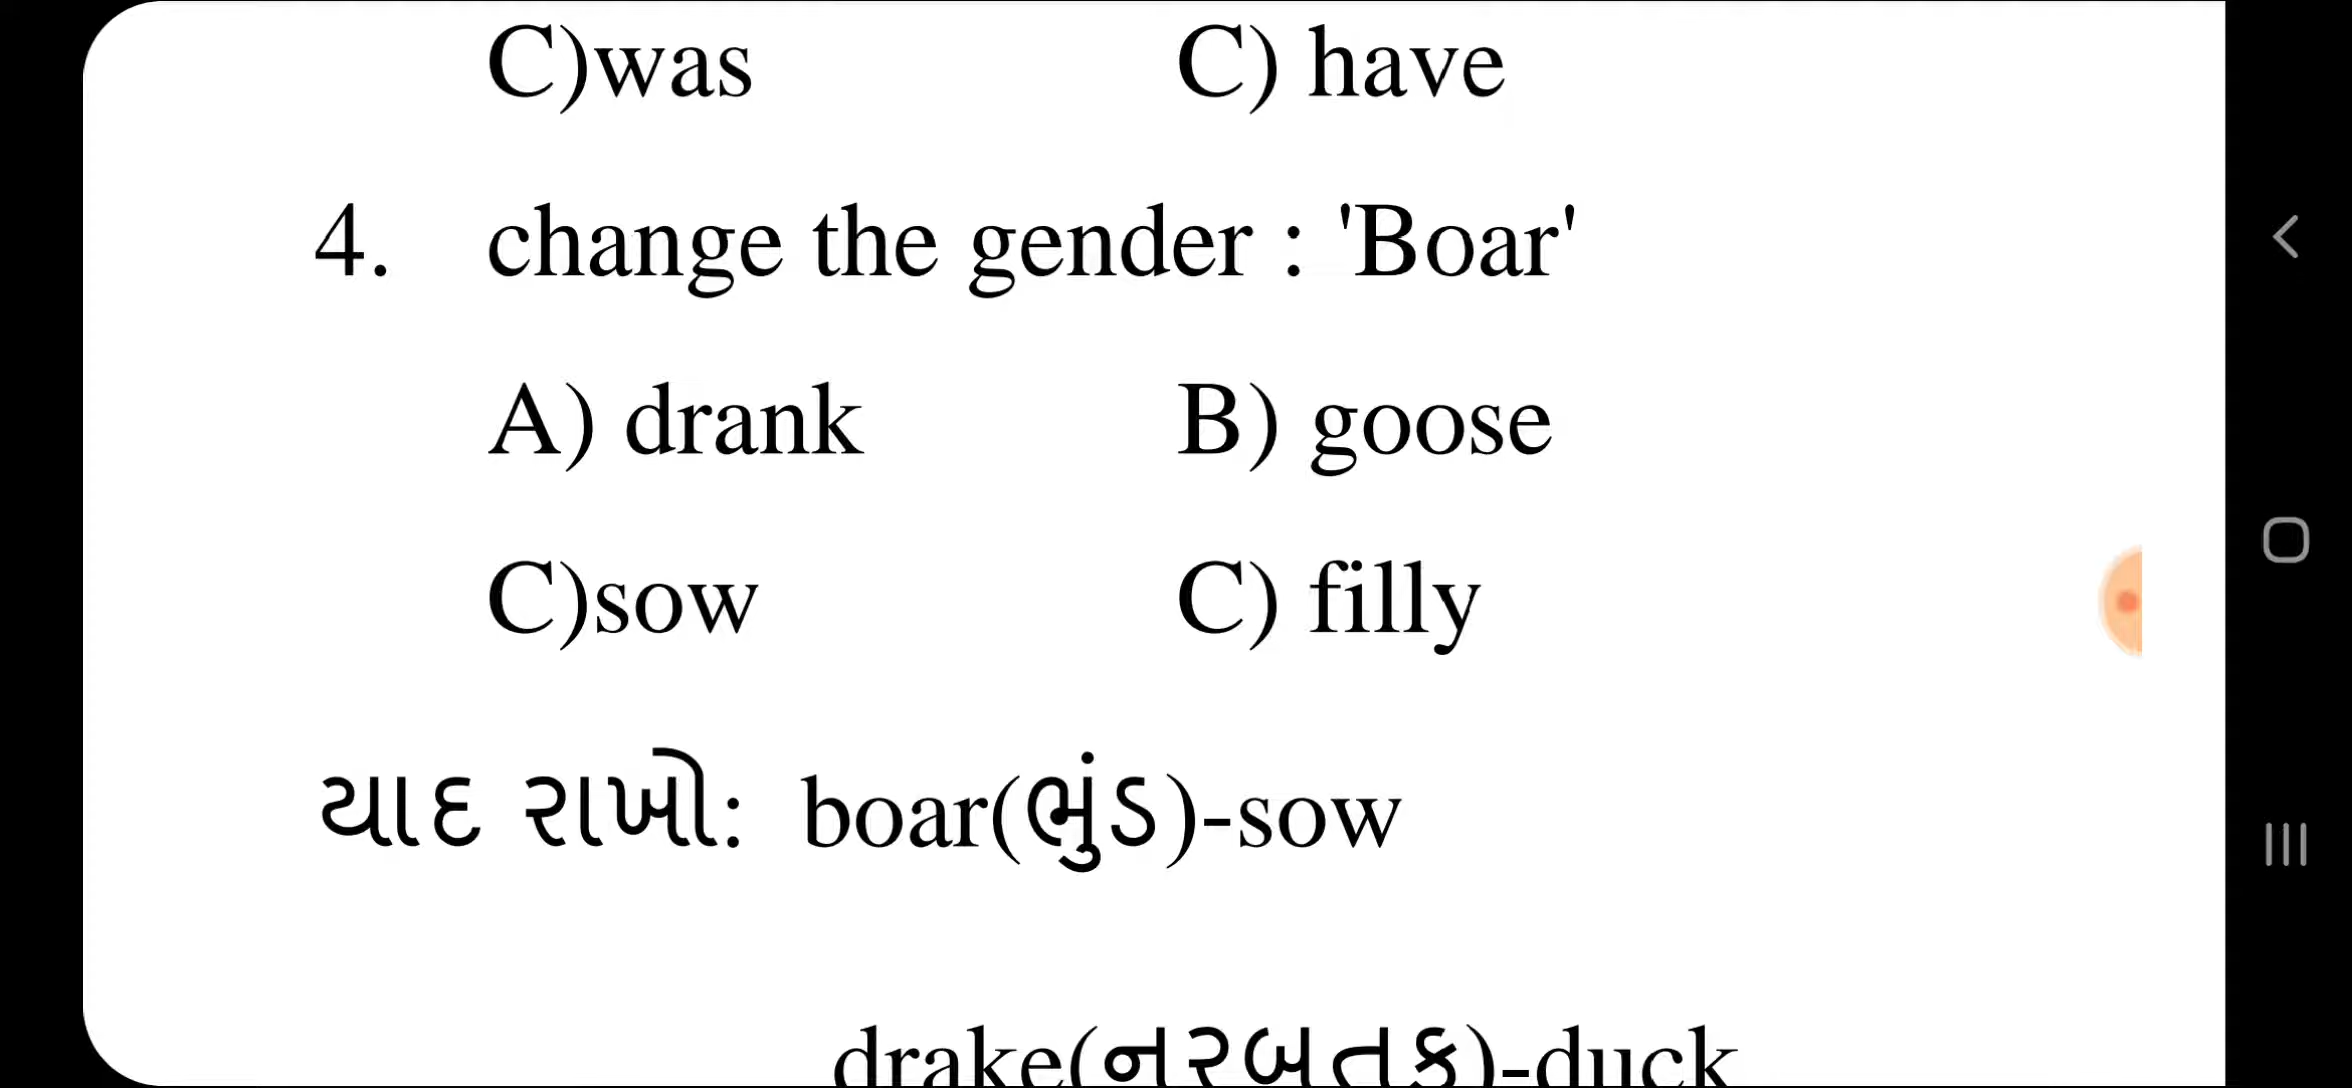 C)was C) have
4. change the gender : 'Boar'
A) drank B) goose
C)sow C) filly
યાદ રાખો: boar(ભુંડ)-sow
drake(નરબતક)-duck